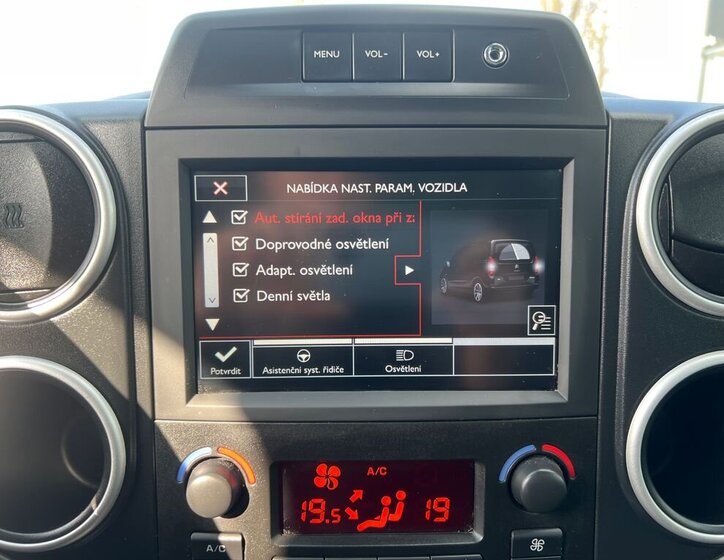 MENU VOL- VOL+
NABÍDKA NAST. PARAM. VOZIDLA
Aut. stírání zad. okna při za
Doprovodné osvětlení
Adapt. osvětlení
Denní světla
Potvrdit Asistenční syst. řidiče Osvětlení
A/C
19.5 19
A/C